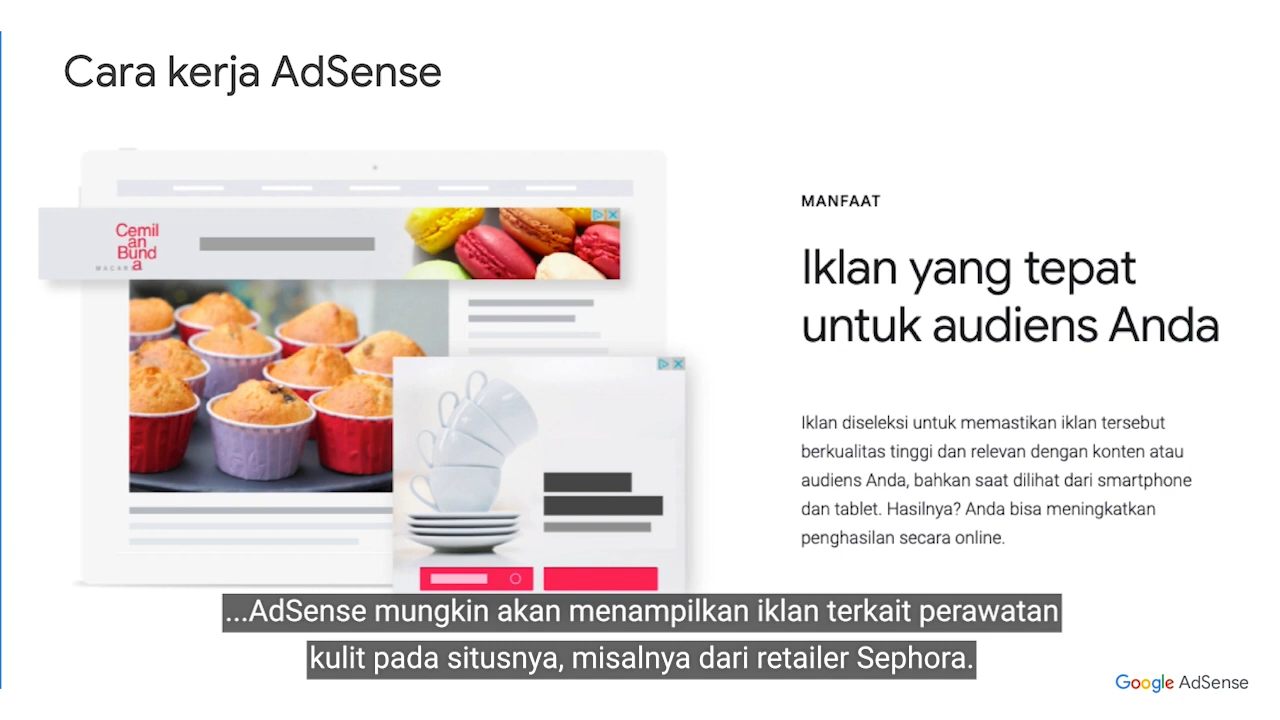 Cara kerja AdSense
Cemil
an
Bund
a
MANFAAT
Iklan yang tepat
untuk audiens Anda
Iklan diseleksi untuk memastikan iklan tersebut
berkualitas tinggi dan relevan dengan konten atau
audiens Anda, bahkan saat dilihat dari smartphone
dan tablet. Hasilnya? Anda bisa meningkatkan
penghasilan secara online.
...AdSense mungkin akan menampilkan iklan terkait perawatan
kulit pada situsnya, misalnya dari retailer Sephora.
Google AdSense